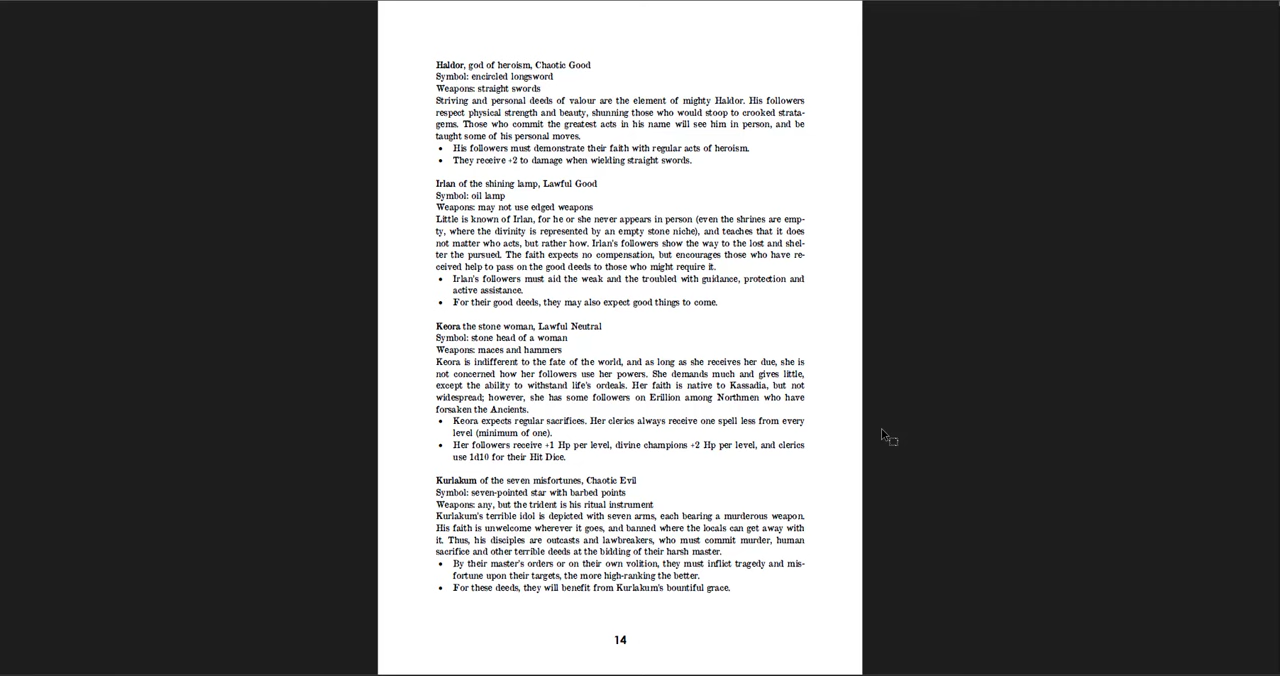 Haldor, god of heroism, Chaotic Good
Symbol: encircled longsword
Weapons: straight swords
Striving and personal deeds of valour are the element of mighty Haldor. His followers
respect physical strength and beauty, shunning those who would stoop to crooked strata-
gems. Those who commit the greatest acts in his name will see him in person, and be
taught some of his personal moves.
• His followers must demonstrate their faith with regular acts of heroism.
• They receive +2 to damage when wielding straight swords.
Irlan of the shining lamp, Lawful Good
Symbol: oil lamp
Weapons: may not use edged weapons
Little is known of Irlan, for he or she never appears in person (even the shrines are emp-
ty, where the divinity is represented by an empty stone niche), and teaches that it does
not matter who acts, but rather how. Irlan's followers show the way to the lost and shel-
ter the pursued. The faith expects no compensation, but encourages those who have re-
ceived help to pass on the good deeds to those who might require it.
• Irlan's followers must aid the weak and the troubled with guidance, protection and
active assistance.
• For their good deeds, they may also expect good things to come.
Keora the stone woman, Lawful Neutral
Symbol: stone head of a woman
Weapons: maces and hammers
Keora is indifferent to the fate of the world, and as long as she receives her due, she is
not concerned how her followers use her powers. She demands much and gives little,
except the ability to withstand life's ordeals. Her faith is native to Kassadia, but not
widespread; however, she has some followers on Erillion among Northmen who have
forsaken the Ancients.
• Keora expects regular sacrifices. Her clerics always receive one spell less from every
level (minimum of one).
• Her followers receive +1 Hp per level, divine champions +2 Hp per level, and clerics
use 1d10 for their Hit Dice.
Kurlakum of the seven misfortunes, Chaotic Evil
Symbol: seven-pointed star with barbed points
Weapons: any, but the trident is his ritual instrument
Kurlakum's terrible idol is depicted with seven arms, each bearing a murderous weapon.
His faith is unwelcome wherever it goes, and banned where the locals can get away with
it. Thus, his disciples are outcasts and lawbreakers, who must commit murder, human
sacrifice and other terrible deeds at the bidding of their harsh master.
• By their master's orders or on their own volition, they must inflict tragedy and mis-
fortune upon their targets, the more high-ranking the better.
• For these deeds, they will benefit from Kurlakum's bountiful grace.
14